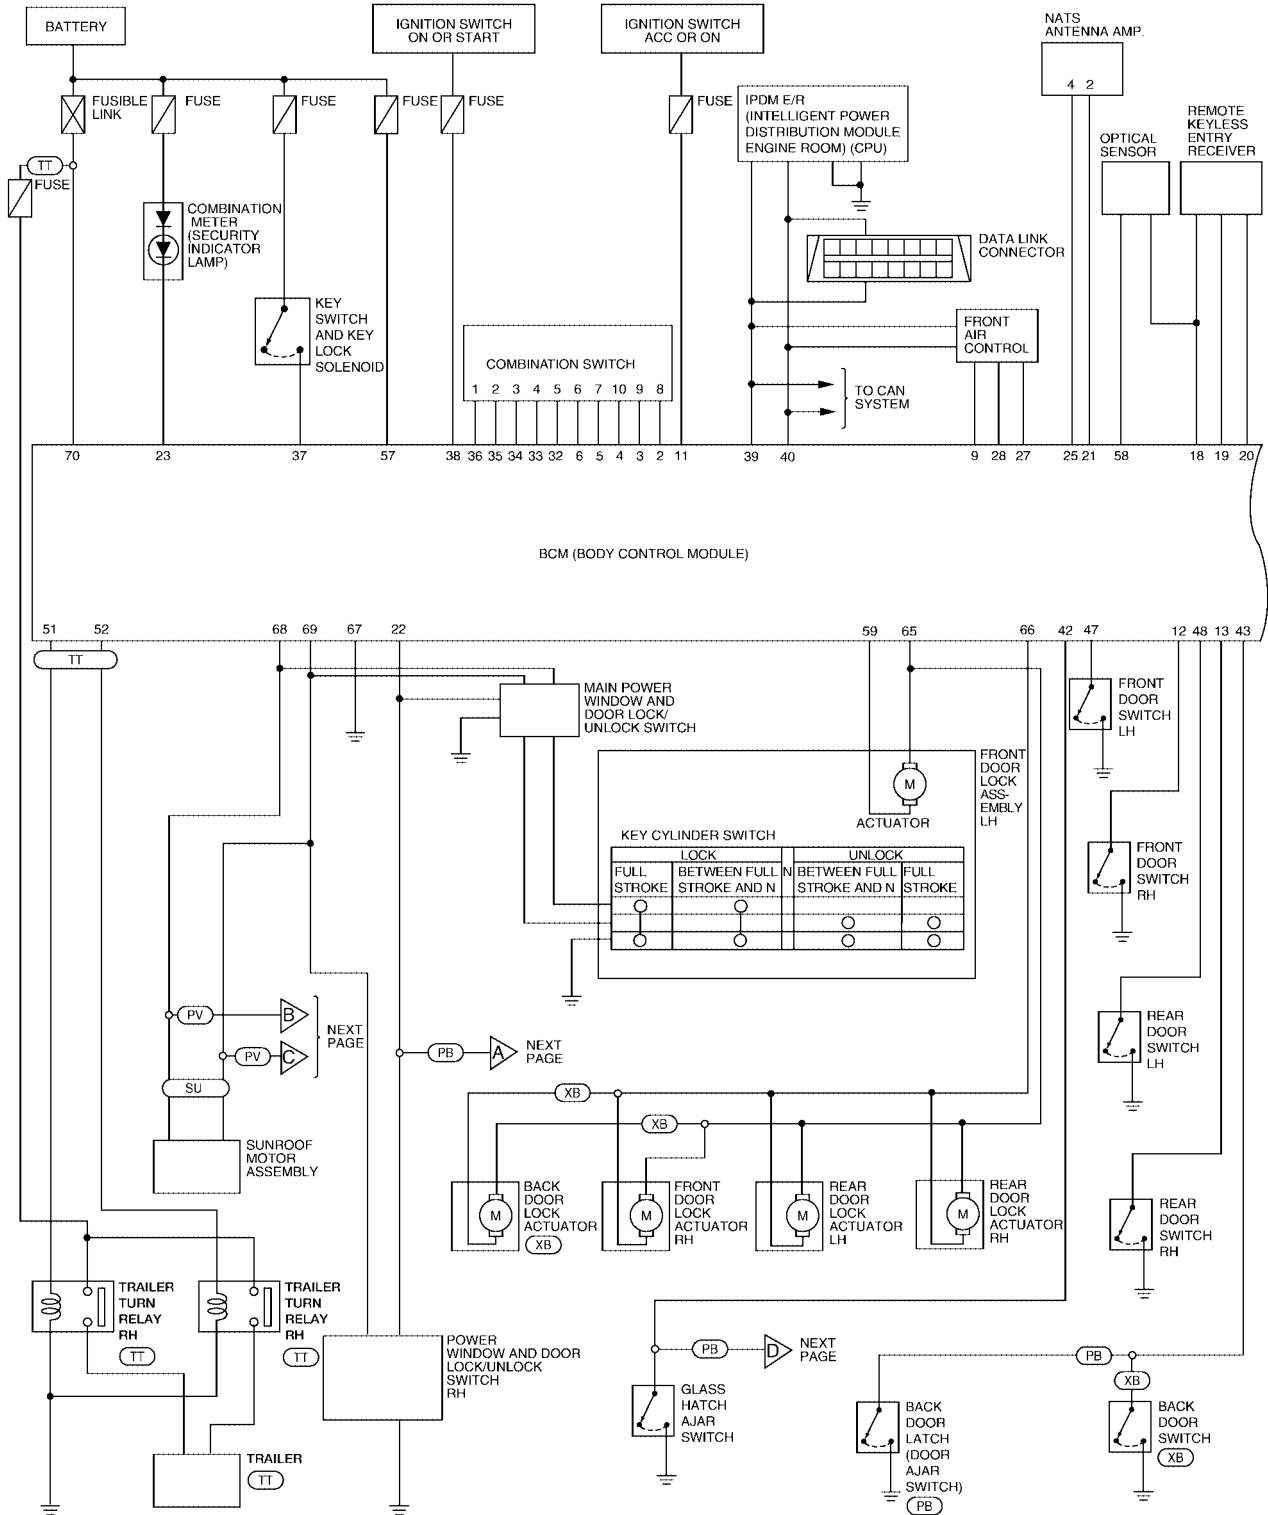 BATTERY
IGNITION SWITCH
ON OR START
IGNITION SWITCH
ACC OR ON
NATS
ANTENNA AMP.
4 2
FUSIBLE
LINK
FUSE
FUSE
FUSE
FUSE
FUSE
IPDM E/R
(INTELLIGENT POWER
DISTRIBUTION MODULE
ENGINE ROOM) (CPU)
OPTICAL
SENSOR
REMOTE
KEYLESS
ENTRY
RECEIVER
TT
FUSE
COMBINATION
METER
(SECURITY
INDICATOR
LAMP)
DATA LINK
CONNECTOR
KEY
SWITCH
AND KEY
LOCK
SOLENOID
FRONT
AIR
CONTROL
COMBINATION SWITCH
1 2 3 4 5 6 7 10 9 8
TO CAN
SYSTEM
70 23 37 57 38 36 35 34 33 32 6 5 4 3 2 11 39 40 9 28 27 25 21 58 18 19 20
BCM (BODY CONTROL MODULE)
51 52 68 69 67 22 59 65 66 42 47 12 48 13 43
TT
MAIN POWER
WINDOW AND
DOOR LOCK/
UNLOCK SWITCH
FRONT
DOOR
SWITCH
LH
FRONT
DOOR
LOCK
ASS-
EMBLY
LH
M
ACTUATOR
KEY CYLINDER SWITCH
LOCK UNLOCK
FULL
STROKE
BETWEEN FULL
STROKE AND N
N
BETWEEN FULL
STROKE AND N
FULL
STROKE
FRONT
DOOR
SWITCH
RH
PV B
PV C
NEXT
PAGE
PB A
NEXT
PAGE
REAR
DOOR
SWITCH
LH
SU
XB
XB
SUNROOF
MOTOR
ASSEMBLY
M
BACK
DOOR
LOCK
ACTUATOR
XB
M
FRONT
DOOR
LOCK
ACTUATOR
RH
M
REAR
DOOR
LOCK
ACTUATOR
LH
M
REAR
DOOR
LOCK
ACTUATOR
RH
REAR
DOOR
SWITCH
RH
TRAILER
TURN
RELAY
RH
TT
TRAILER
TURN
RELAY
RH
TT
POWER
WINDOW AND DOOR
LOCK/UNLOCK
SWITCH
RH
PB D
NEXT
PAGE
PB
XB
GLASS
HATCH
AJAR
SWITCH
BACK
DOOR
LATCH
(DOOR
AJAR
SWITCH)
PB
BACK
DOOR
SWITCH
XB
TRAILER
TT